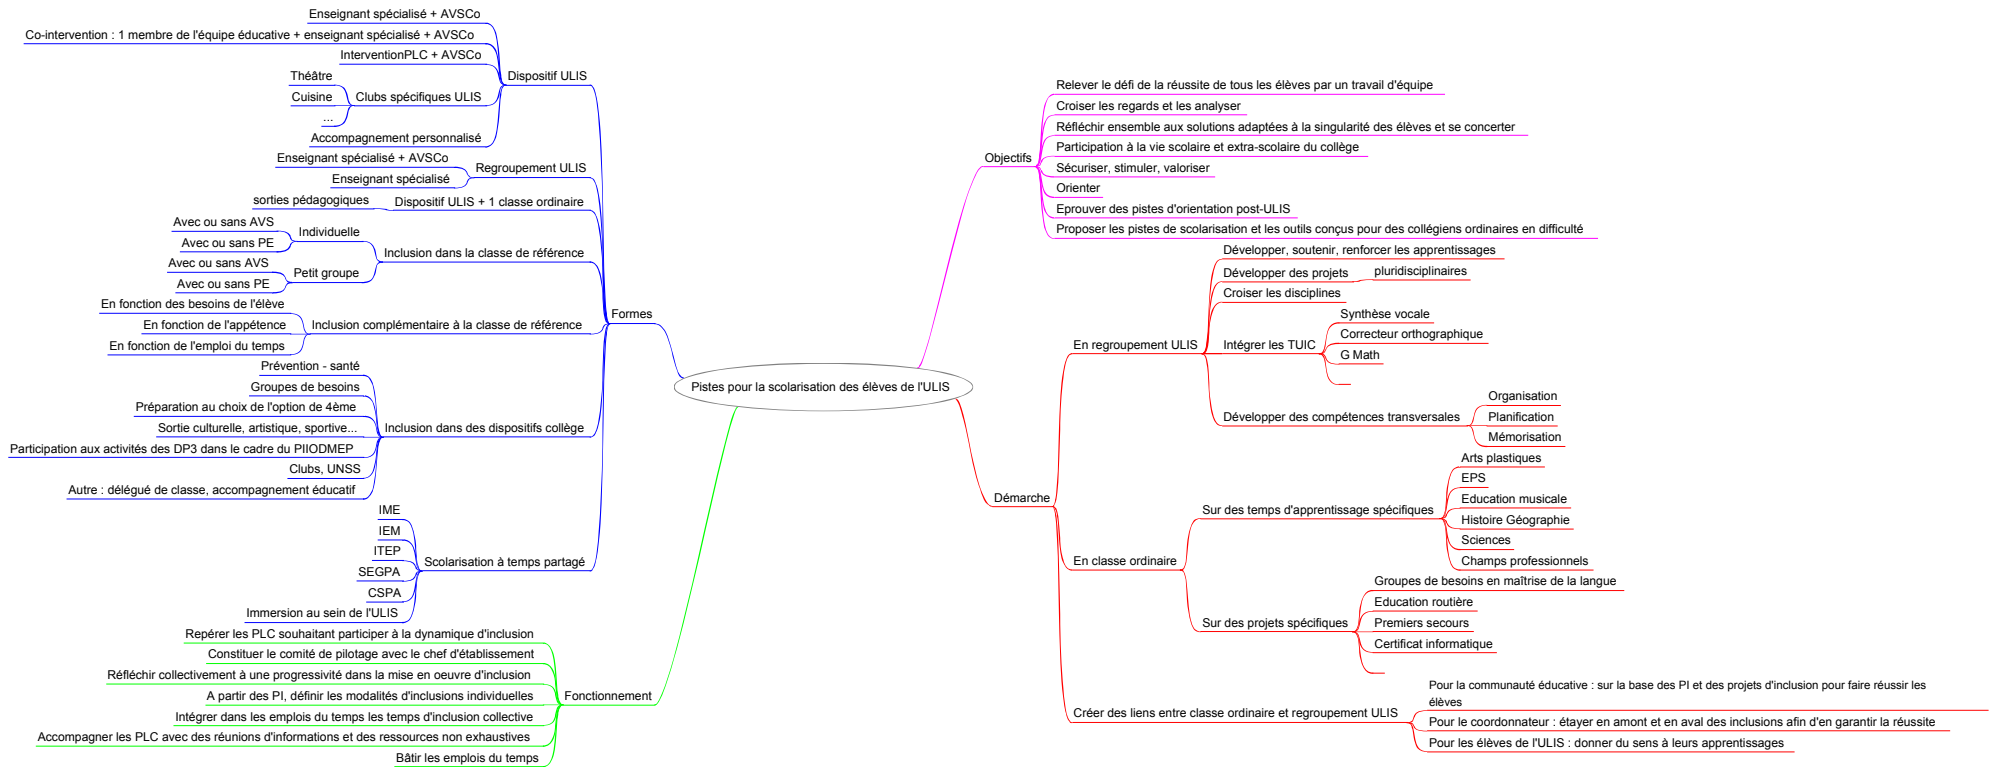 Pistes pour la scolarisation des élèves de l'ULIS
Formes
Dispositif ULIS
Enseignant spécialisé + AVSCo
Co-intervention : 1 membre de l'équipe éducative + enseignant spécialisé + AVSCo
InterventionPLC + AVSCo
Clubs spécifiques ULIS
Théâtre
Cuisine
...
Accompagnement personnalisé
Regroupement ULIS
Enseignant spécialisé + AVSCo
Enseignant spécialisé
Dispositif ULIS + 1 classe ordinaire
sorties pédagogiques
Inclusion dans la classe de référence
Individuelle
Avec ou sans AVS
Avec ou sans PE
Petit groupe
Avec ou sans AVS
Avec ou sans PE
Inclusion complémentaire à la classe de référence
En fonction des besoins de l'élève
En fonction de l'appétence
En fonction de l'emploi du temps
Inclusion dans des dispositifs collège
Prévention - santé
Groupes de besoins
Préparation au choix de l'option de 4ème
Sortie culturelle, artistique, sportive...
Participation aux activités des DP3 dans le cadre du PIIODMEP
Clubs, UNSS
Autre : délégué de classe, accompagnement éducatif
Scolarisation à temps partagé
IME
IEM
ITEP
SEGPA
CSPA
Immersion au sein de l'ULIS
Fonctionnement
Repérer les PLC souhaitant participer à la dynamique d'inclusion
Constituer le comité de pilotage avec le chef d'établissement
Réfléchir collectivement à une progressivité dans la mise en oeuvre d'inclusion
A partir des PI, définir les modalités d'inclusions individuelles
Intégrer dans les emplois du temps les temps d'inclusion collective
Accompagner les PLC avec des réunions d'informations et des ressources non exhaustives
Bâtir les emplois du temps
Objectifs
Relever le défi de la réussite de tous les élèves par un travail d'équipe
Croiser les regards et les analyser
Réfléchir ensemble aux solutions adaptées à la singularité des élèves et se concerter
Participation à la vie scolaire et extra-scolaire du collège
Sécuriser, stimuler, valoriser
Orienter
Eprouver des pistes d'orientation post-ULIS
Proposer les pistes de scolarisation et les outils conçus pour des collégiens ordinaires en difficulté
Démarche
En regroupement ULIS
Développer, soutenir, renforcer les apprentissages
Développer des projets
pluridisciplinaires
Croiser les disciplines
Intégrer les TUIC
Synthèse vocale
Correcteur orthographique
G Math
Développer des compétences transversales
Organisation
Planification
Mémorisation
En classe ordinaire
Sur des temps d'apprentissage spécifiques
Arts plastiques
EPS
Education musicale
Histoire Géographie
Sciences
Champs professionnels
Sur des projets spécifiques
Groupes de besoins en maîtrise de la langue
Education routière
Premiers secours
Certificat informatique
Créer des liens entre classe ordinaire et regroupement ULIS
Pour la communauté éducative : sur la base des PI et des projets d'inclusion pour faire réussir les
élèves
Pour le coordonnateur : étayer en amont et en aval des inclusions afin d'en garantir la réussite
Pour les élèves de l'ULIS : donner du sens à leurs apprentissages